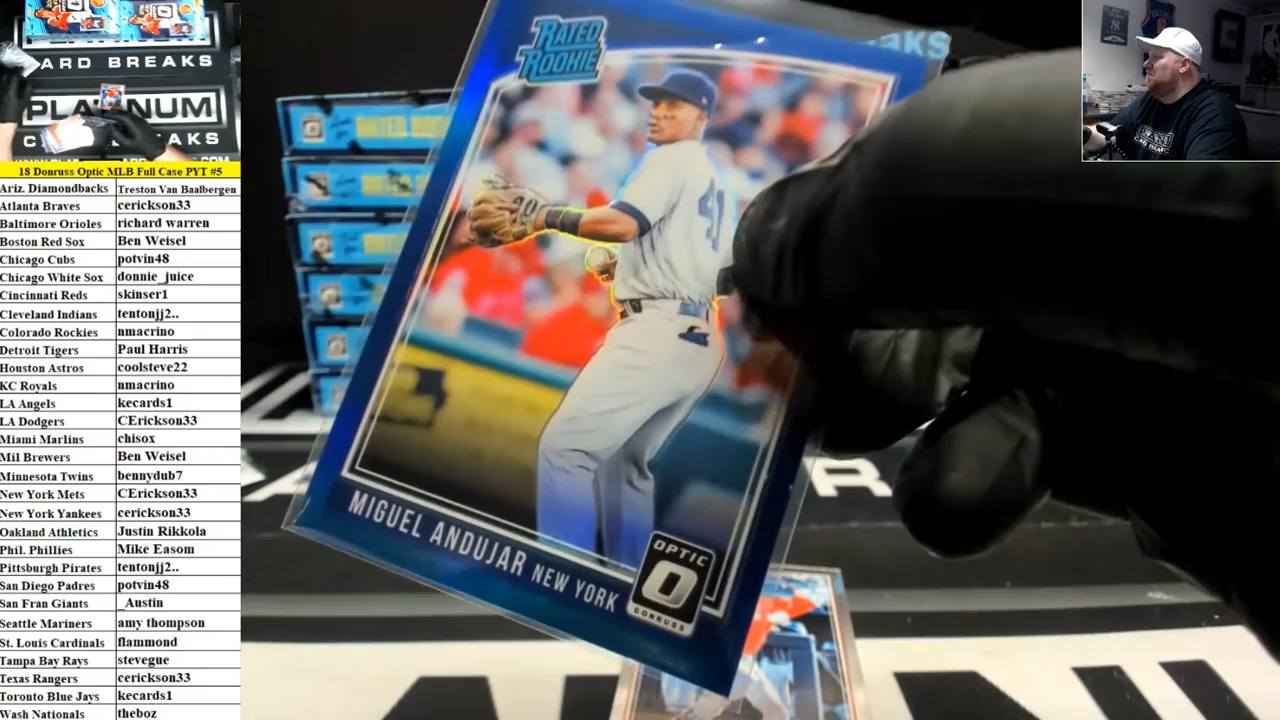 ARD BREAKS
PLATINUM
C BREAKS
18 Donruss Optic MLB Full Case PYT #5
Ariz. Diamondbacks Treston Van Baalbergen
Atlanta Braves cerickson33
Baltimore Orioles richard warren
Boston Red Sox Ben Weisel
Chicago Cubs potvin48
Chicago White Sox donnie_juice
Cincinnati Reds skinser1
Cleveland Indians tentonjj2..
Colorado Rockies nmacrino
Detroit Tigers Paul Harris
Houston Astros coolsteve22
KC Royals nmacrino
LA Angels kecards1
LA Dodgers CErickson33
Miami Marlins chisox
Mil Brewers Ben Weisel
Minnesota Twins bennydub7
New York Mets CErickson33
New York Yankees cerickson33
Oakland Athletics Justin Rikkola
Phil. Phillies Mike Easom
Pittsburgh Pirates tentonjj2..
San Diego Padres potvin48
San Fran Giants _Austin
Seattle Mariners amy thompson
St. Louis Cardinals flammond
Tampa Bay Rays stevegue
Texas Rangers cerickson33
Toronto Blue Jays kecards1
Wash Nationals theboz
RATED
ROOKIE
aKs
41
MIGUEL ANDUJAR NEW YORK
OPTIC
O
DONRUSS